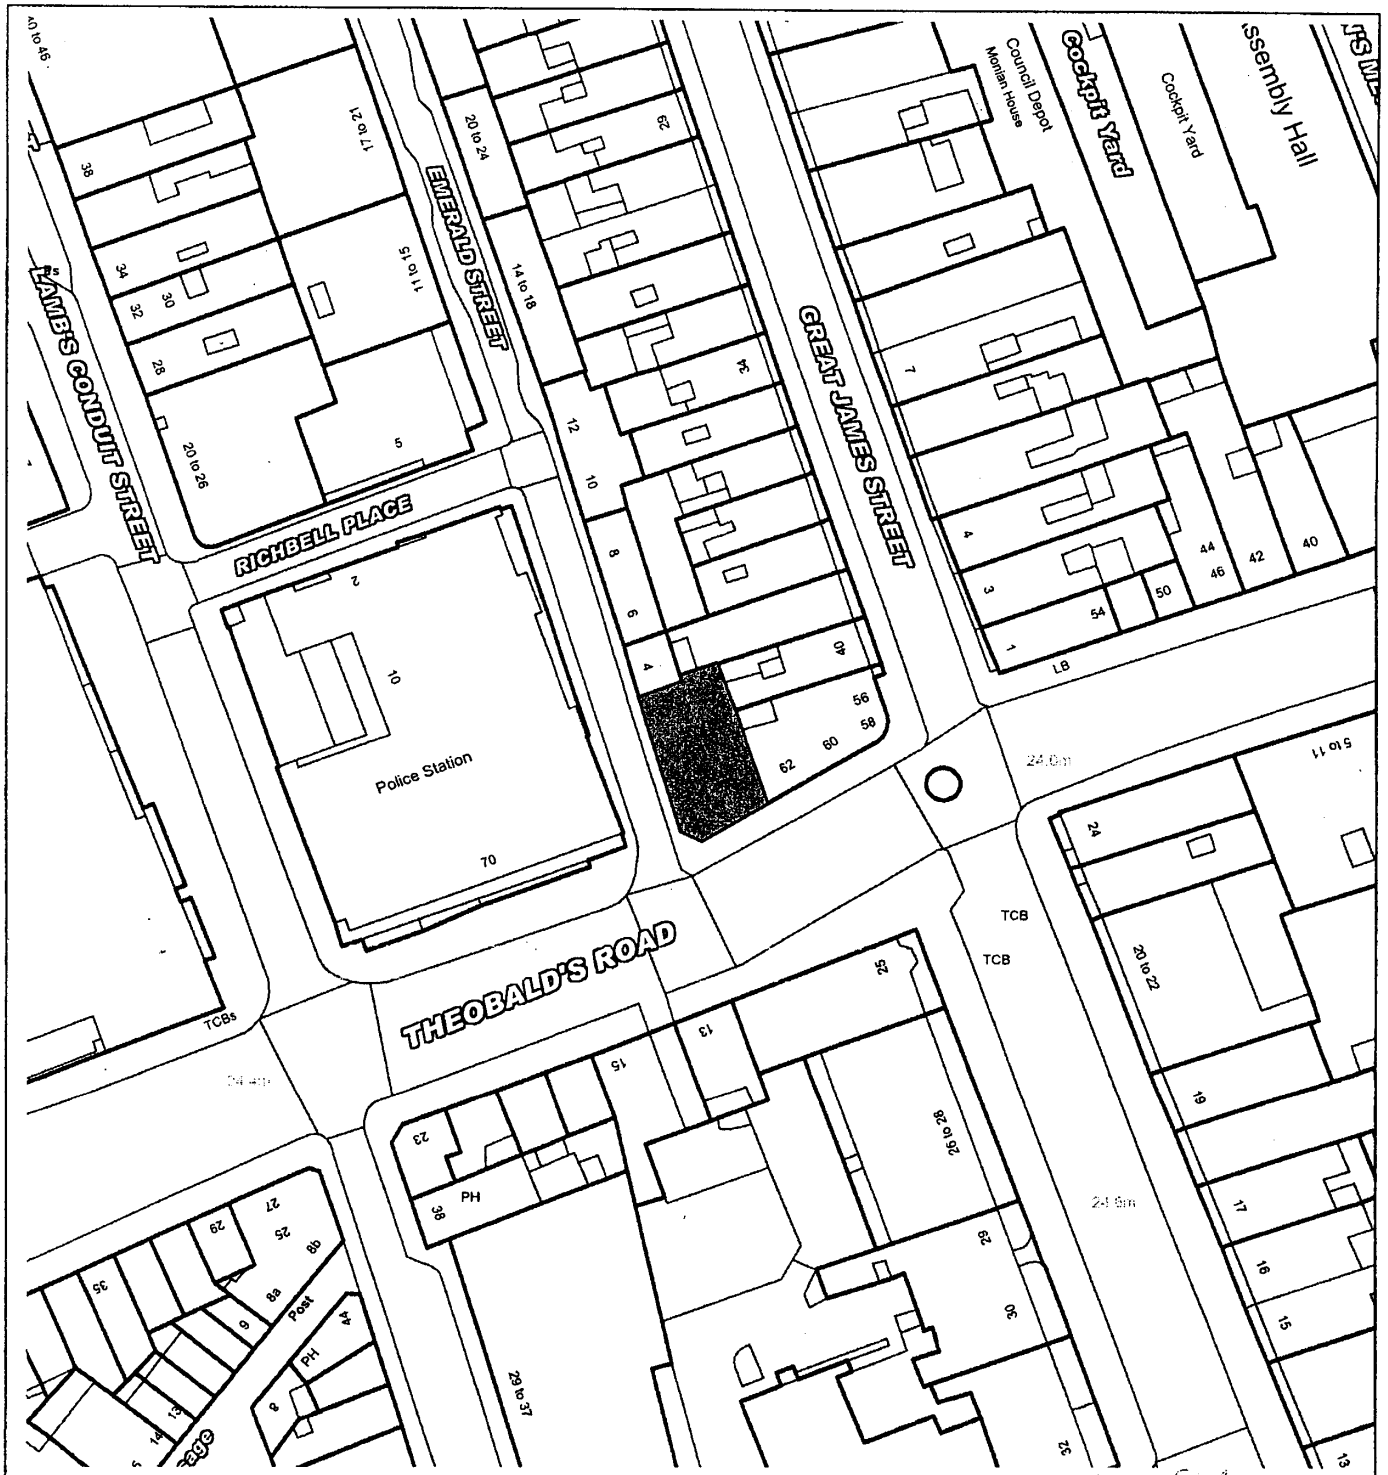 40 to 46
17 to 21
38
20 to 24
29
EMERALD STREET
Council Depot
Monian House
Cockpit Yard
Cockpit Yard
ssembly Hall
'S ME
34
32
30
28
11 to 15
Bs
LAMB'S CONDUIT STREET
14 to 18
34
GREAT JAMES STREET
7
20 to 26
5
12
10
RICHBELL PLACE
8
6
4
4
3
1
54
50
44
46
42
40
LB
2
10
Police Station
70
40
56
58
60
62
24.0m
5 to 11
24
TCB
TCB
20 to 22
THEOBALD'S ROAD
25
13
15
TCBs
24.4m
23
PH
26 to 28
19
17
16
15
13
29
30
32
27
25
29
8b
8a
35
9
Post
44
PH
8
13
14
sage
29 to 37